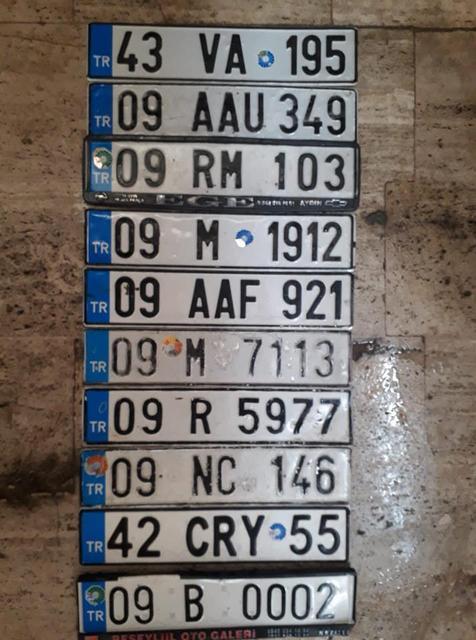 TR 43 VA 195
TR 09 AAU 349
TR 09 RM 103
EGE AYDIN
TR 09 M 1912
TR 09 AAF 921
TR 09 M 7113
TR 09 R 5977
TR 09 NC 146
TR 42 CRY 55
TR 09 B 0002
BEŞEYLÜL OTO GALERİ